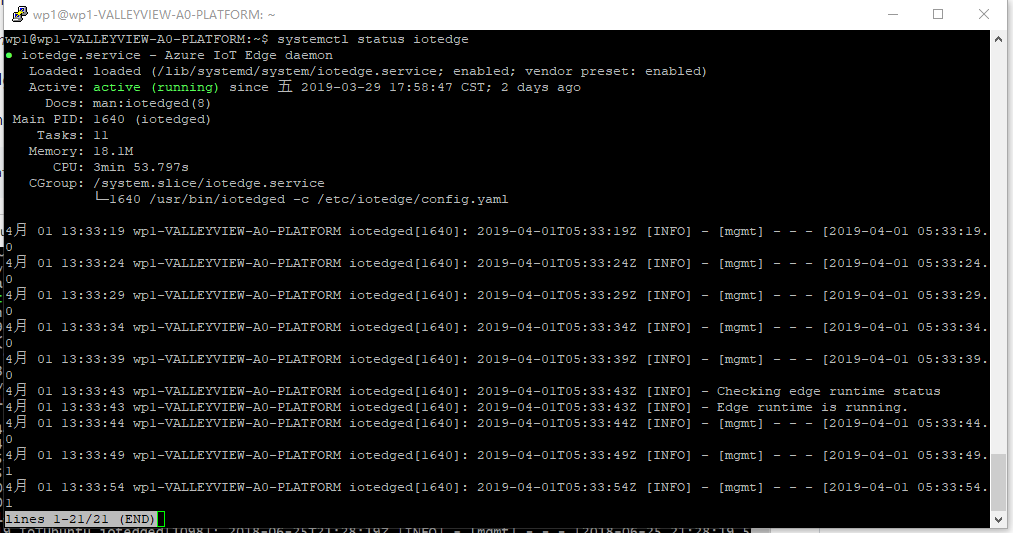 wp1@wp1-VALLEYVIEW-A0-PLATFORM: ~
wp1@wp1-VALLEYVIEW-A0-PLATFORM:~$ systemctl status iotedge
● iotedge.service - Azure IoT Edge daemon
Loaded: loaded (/lib/systemd/system/iotedge.service; enabled; vendor preset: enabled)
Active: active (running) since 五 2019-03-29 17:58:47 CST; 2 days ago
Docs: man:iotedged(8)
Main PID: 1640 (iotedged)
Tasks: 11
Memory: 18.1M
CPU: 3min 53.797s
CGroup: /system.slice/iotedge.service
└─1640 /usr/bin/iotedged -c /etc/iotedge/config.yaml
4月 01 13:33:19 wp1-VALLEYVIEW-A0-PLATFORM iotedged[1640]: 2019-04-01T05:33:19Z [INFO] - [mgmt] - - - [2019-04-01 05:33:19.
0
4月 01 13:33:24 wp1-VALLEYVIEW-A0-PLATFORM iotedged[1640]: 2019-04-01T05:33:24Z [INFO] - [mgmt] - - - [2019-04-01 05:33:24.
0
4月 01 13:33:29 wp1-VALLEYVIEW-A0-PLATFORM iotedged[1640]: 2019-04-01T05:33:29Z [INFO] - [mgmt] - - - [2019-04-01 05:33:29.
0
4月 01 13:33:34 wp1-VALLEYVIEW-A0-PLATFORM iotedged[1640]: 2019-04-01T05:33:34Z [INFO] - [mgmt] - - - [2019-04-01 05:33:34.
0
4月 01 13:33:39 wp1-VALLEYVIEW-A0-PLATFORM iotedged[1640]: 2019-04-01T05:33:39Z [INFO] - [mgmt] - - - [2019-04-01 05:33:39.
0
4月 01 13:33:43 wp1-VALLEYVIEW-A0-PLATFORM iotedged[1640]: 2019-04-01T05:33:43Z [INFO] - Checking edge runtime status
4月 01 13:33:43 wp1-VALLEYVIEW-A0-PLATFORM iotedged[1640]: 2019-04-01T05:33:43Z [INFO] - Edge runtime is running.
4月 01 13:33:44 wp1-VALLEYVIEW-A0-PLATFORM iotedged[1640]: 2019-04-01T05:33:44Z [INFO] - [mgmt] - - - [2019-04-01 05:33:44.
0
4月 01 13:33:49 wp1-VALLEYVIEW-A0-PLATFORM iotedged[1640]: 2019-04-01T05:33:49Z [INFO] - [mgmt] - - - [2019-04-01 05:33:49.
1
4月 01 13:33:54 wp1-VALLEYVIEW-A0-PLATFORM iotedged[1640]: 2019-04-01T05:33:54Z [INFO] - [mgmt] - - - [2019-04-01 05:33:54.
1
lines 1-21/21 (END)